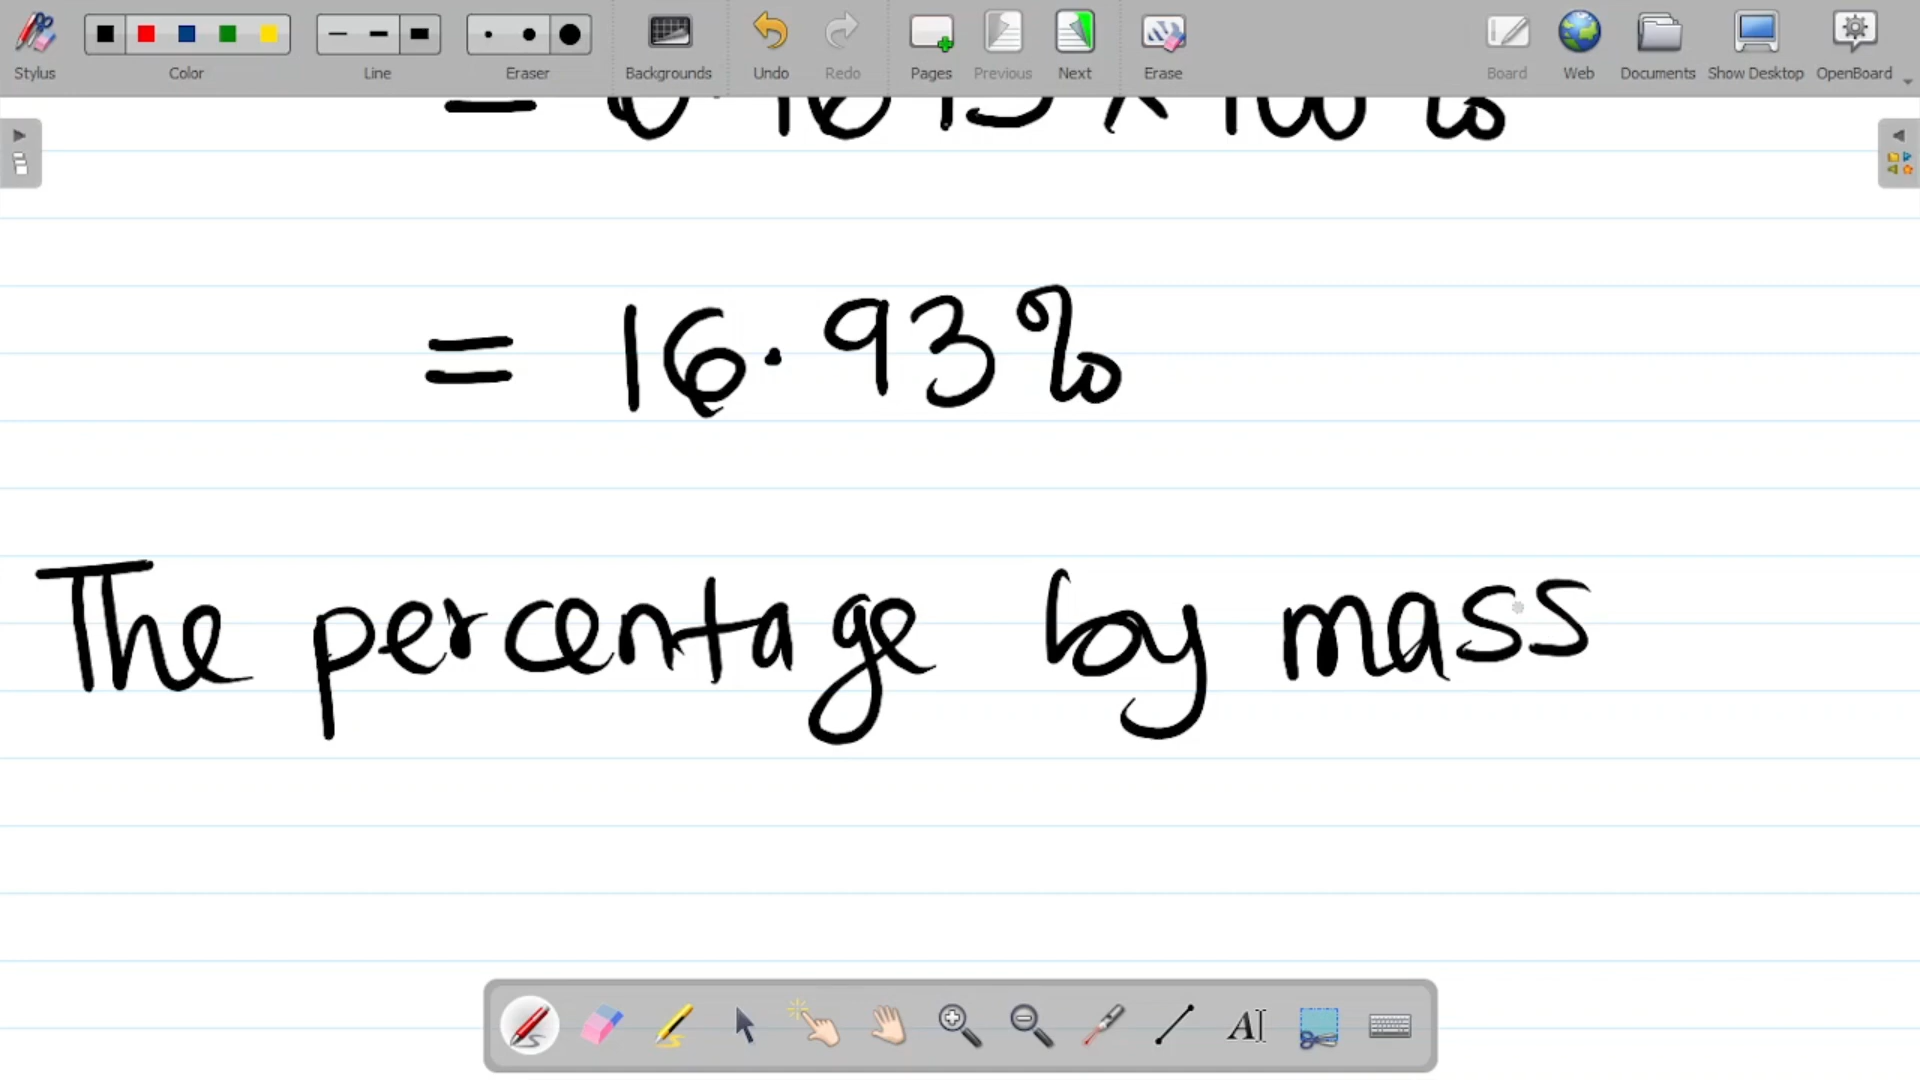 Stylus Color Line Eraser Backgrounds Undo Redo Pages Previous Next Erase Board Web Documents Show Desktop OpenBoard
= 16.93%
The percentage by mass